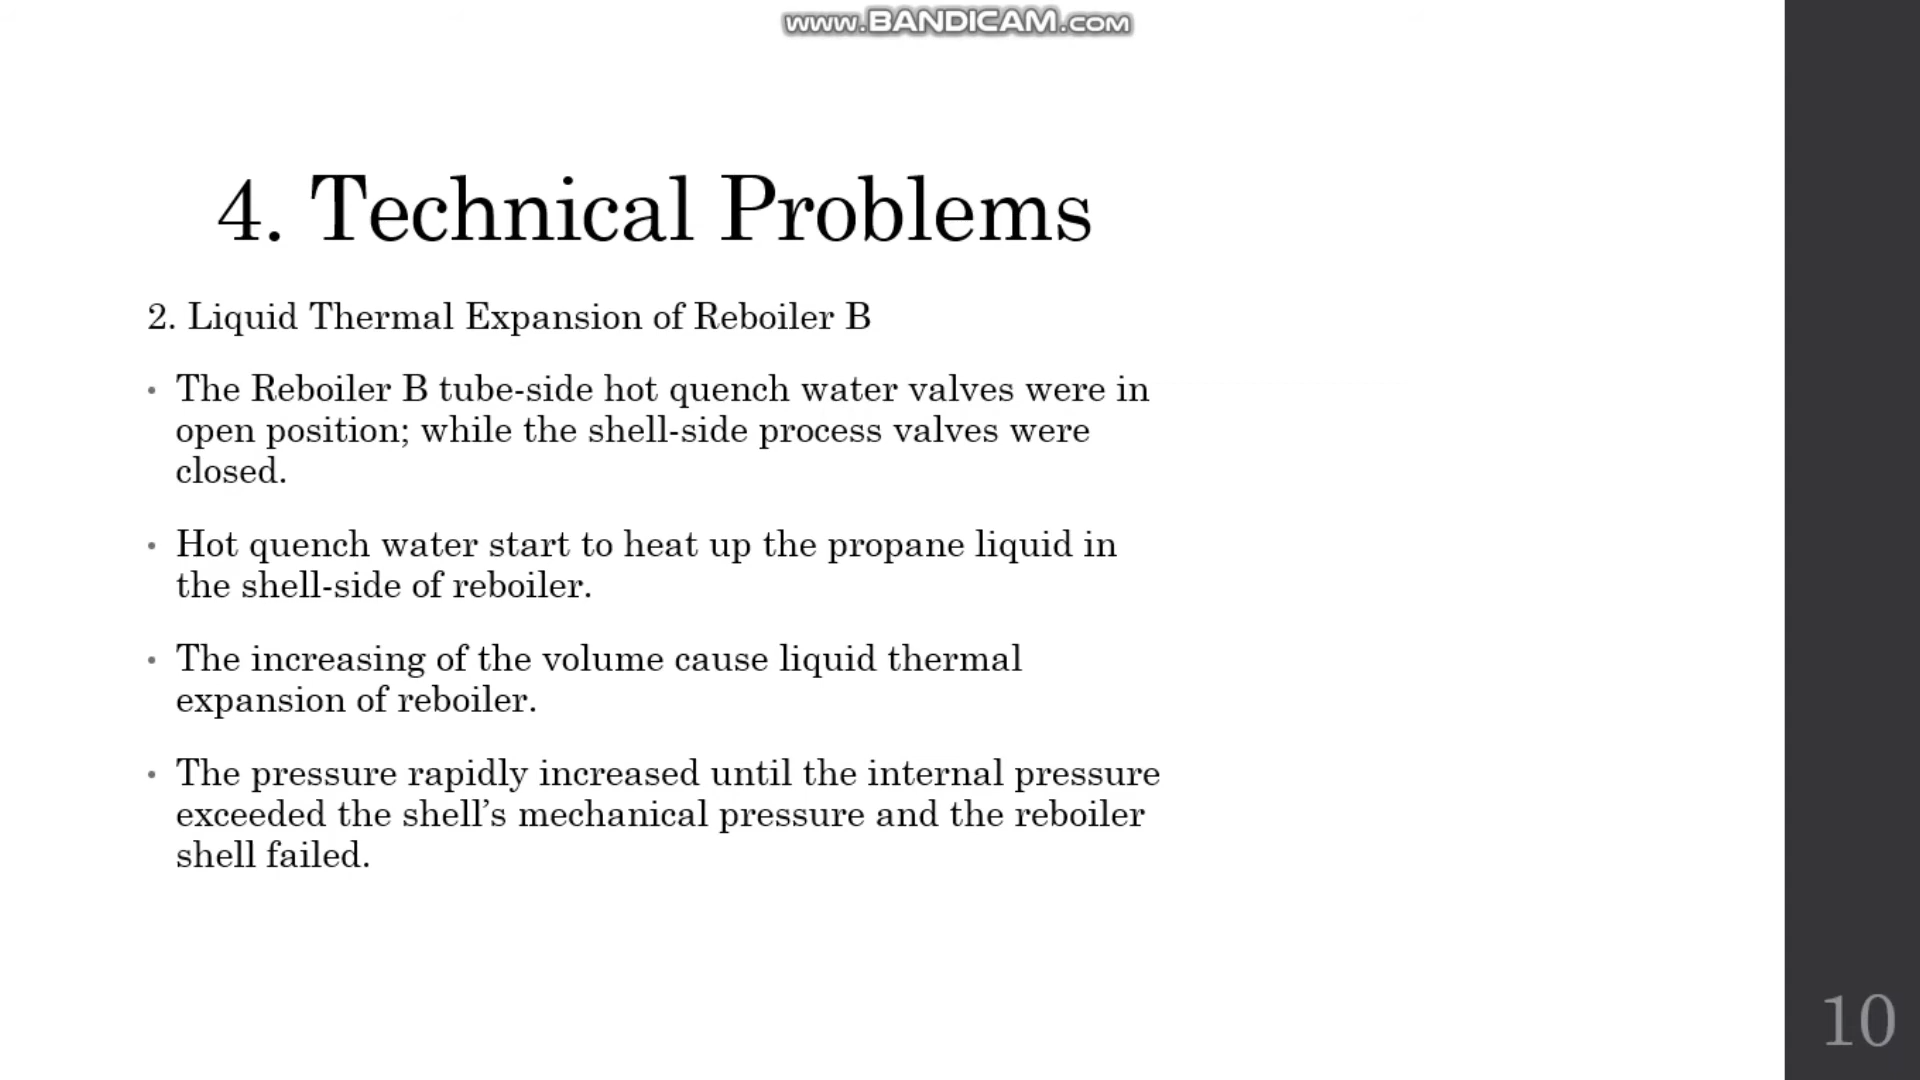 www.BANDICAM.com
4. Technical Problems
2. Liquid Thermal Expansion of Reboiler B
• The Reboiler B tube-side hot quench water valves were in
open position; while the shell-side process valves were
closed.
• Hot quench water start to heat up the propane liquid in
the shell-side of reboiler.
• The increasing of the volume cause liquid thermal
expansion of reboiler.
• The pressure rapidly increased until the internal pressure
exceeded the shell’s mechanical pressure and the reboiler
shell failed.
10